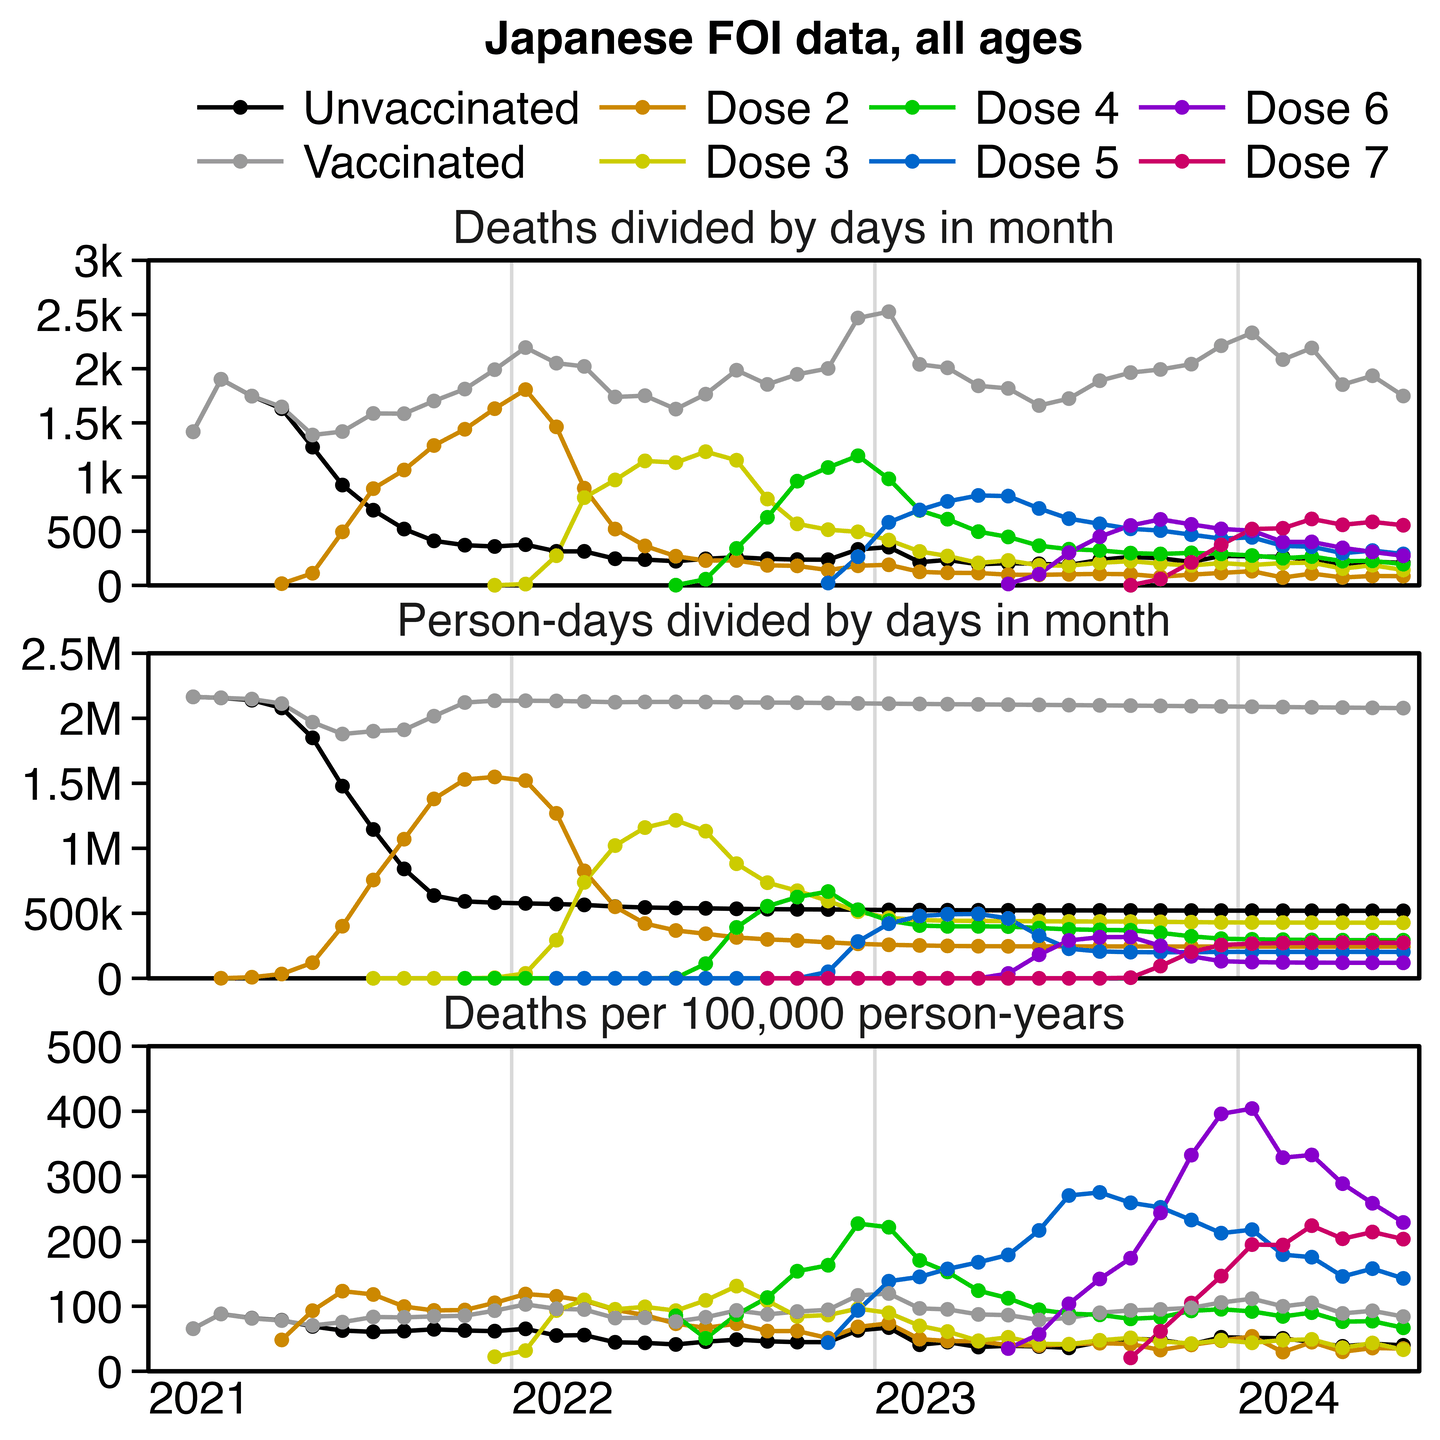 Japanese FOI data, all ages
Unvaccinated Dose 2 Dose 4 Dose 6
Vaccinated Dose 3 Dose 5 Dose 7
Deaths divided by days in month
3k
2.5k
2k
1.5k
1k
500
0
Person-days divided by days in month
2.5M
2M
1.5M
1M
500k
0
Deaths per 100,000 person-years
500
400
300
200
100
0
2021 2022 2023 2024